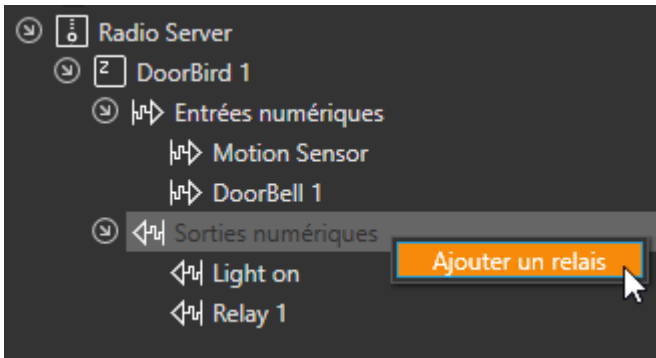 Radio Server
Z DoorBird 1
Entrées numériques
Motion Sensor
DoorBell 1
Sorties numériques
Ajouter un relais
Light on
Relay 1